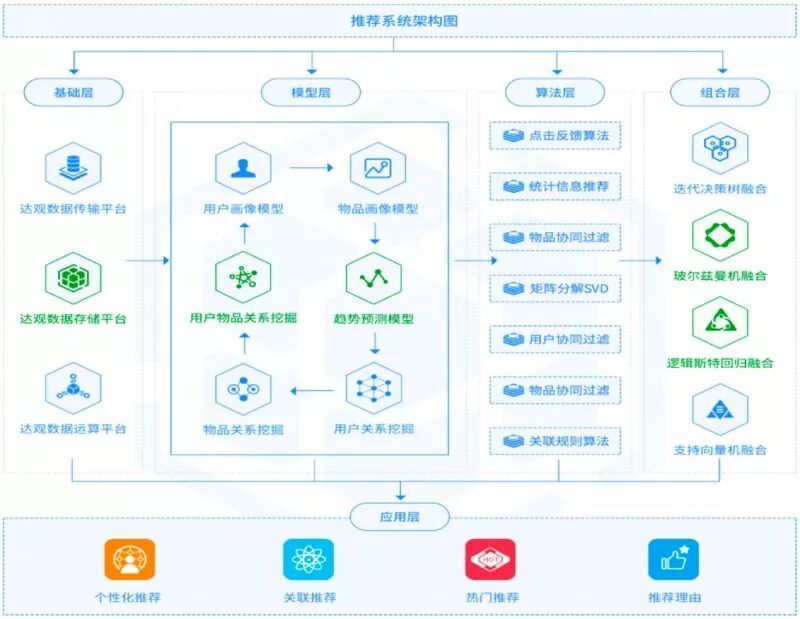 推荐系统架构图
基础层
达观数据传输平台
达观数据存储平台
达观数据运算平台
模型层
用户画像模型
物品画像模型
用户物品关系挖掘
趋势预测模型
物品关系挖掘
用户关系挖掘
算法层
点击反馈算法
统计信息推荐
物品协同过滤
矩阵分解SVD
用户协同过滤
物品协同过滤
关联规则算法
组合层
迭代决策树融合
玻尔兹曼机融合
逻辑斯特回归融合
支持向量机融合
应用层
个性化推荐
关联推荐
HOT
热门推荐
推荐理由